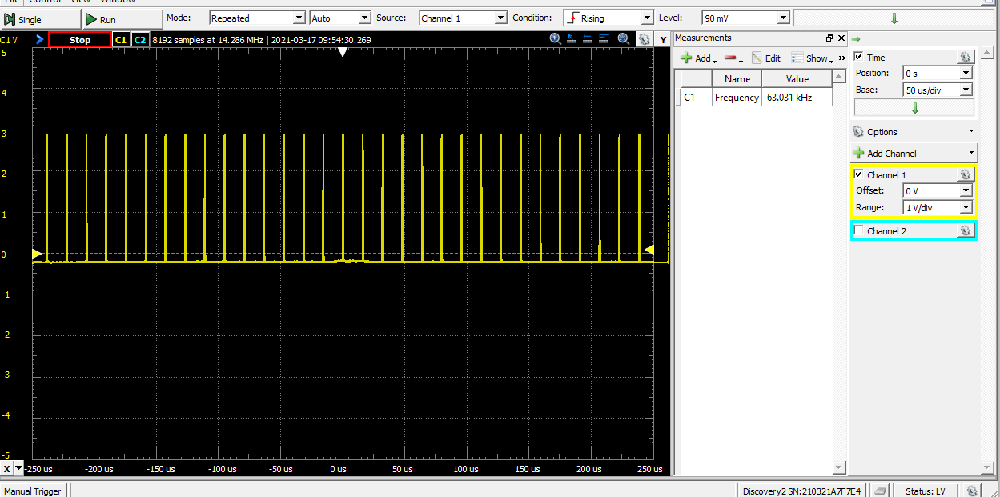 File Control View Window
Single Run Mode: Repeated Auto Source: Channel 1 Condition: Rising Level: 90 mV
C1 V Stop C1 C2 8192 samples at 14.286 MHz | 2021-03-17 09:54:30.269 Y
5
4
3
2
1
0
-1
-2
-3
-4
-5
X -250 us -200 us -150 us -100 us -50 us 0 us 50 us 100 us 150 us 200 us 250 us
Measurements
Add Edit Show »
Name Value
C1 Frequency 63.031 kHz
Time
Position: 0 s
Base: 50 us/div
Options
Add Channel
Channel 1
Offset: 0 V
Range: 1 V/div
Channel 2
Manual Trigger Discovery2 SN:210321A7F7E4 Status: LV